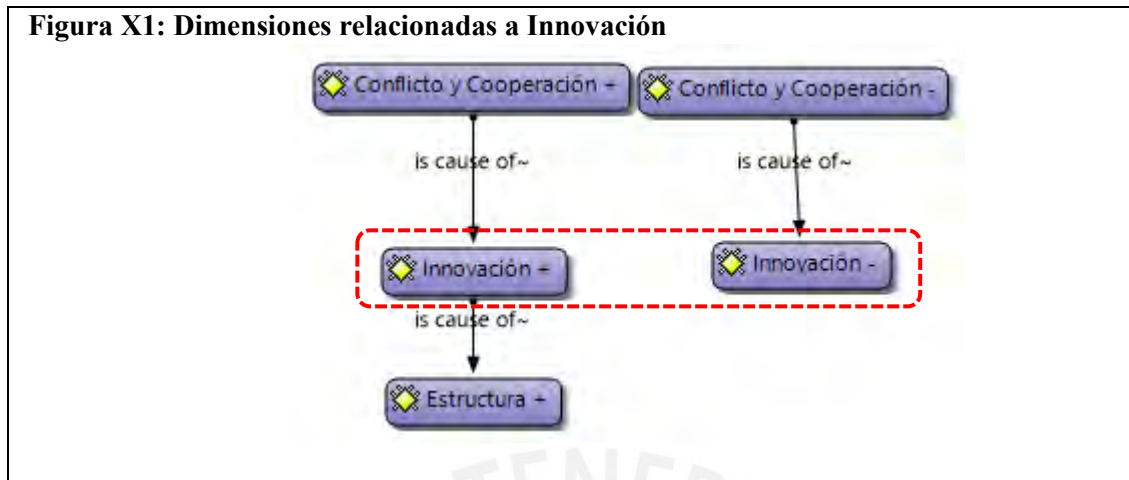 Figura X1: Dimensiones relacionadas a Innovación
Conflicto y Cooperación + Conflicto y Cooperación -
is cause of~ is cause of~
Innovación + Innovación -
is cause of~
Estructura +
TENEB